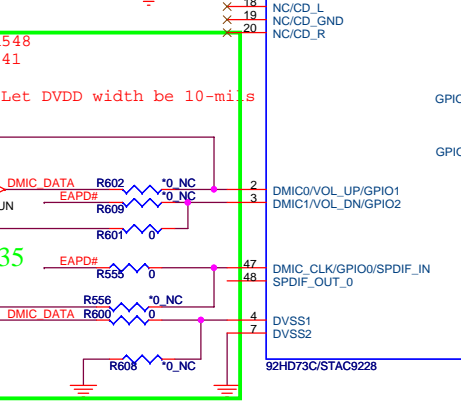 18 NC/CD_L
19 NC/CD_GND
20 NC/CD_R
548
41
Let DVDD width be 10-mils
GPIO
GPIO
DMIC_DATA R602 *0_NC 2 DMIC0/VOL_UP/GPIO1
EAPD# R609 *0_NC 3 DMIC1/VOL_DN/GPIO2
UN
R601 0
35
EAPD# R555 0 47 DMIC_CLK/GPIO0/SPDIF_IN
48 SPDIF_OUT_0
R556 *0_NC
DMIC_DATA R600 0 4 DVSS1
7 DVSS2
R608 *0_NC
92HD73C/STAC9228